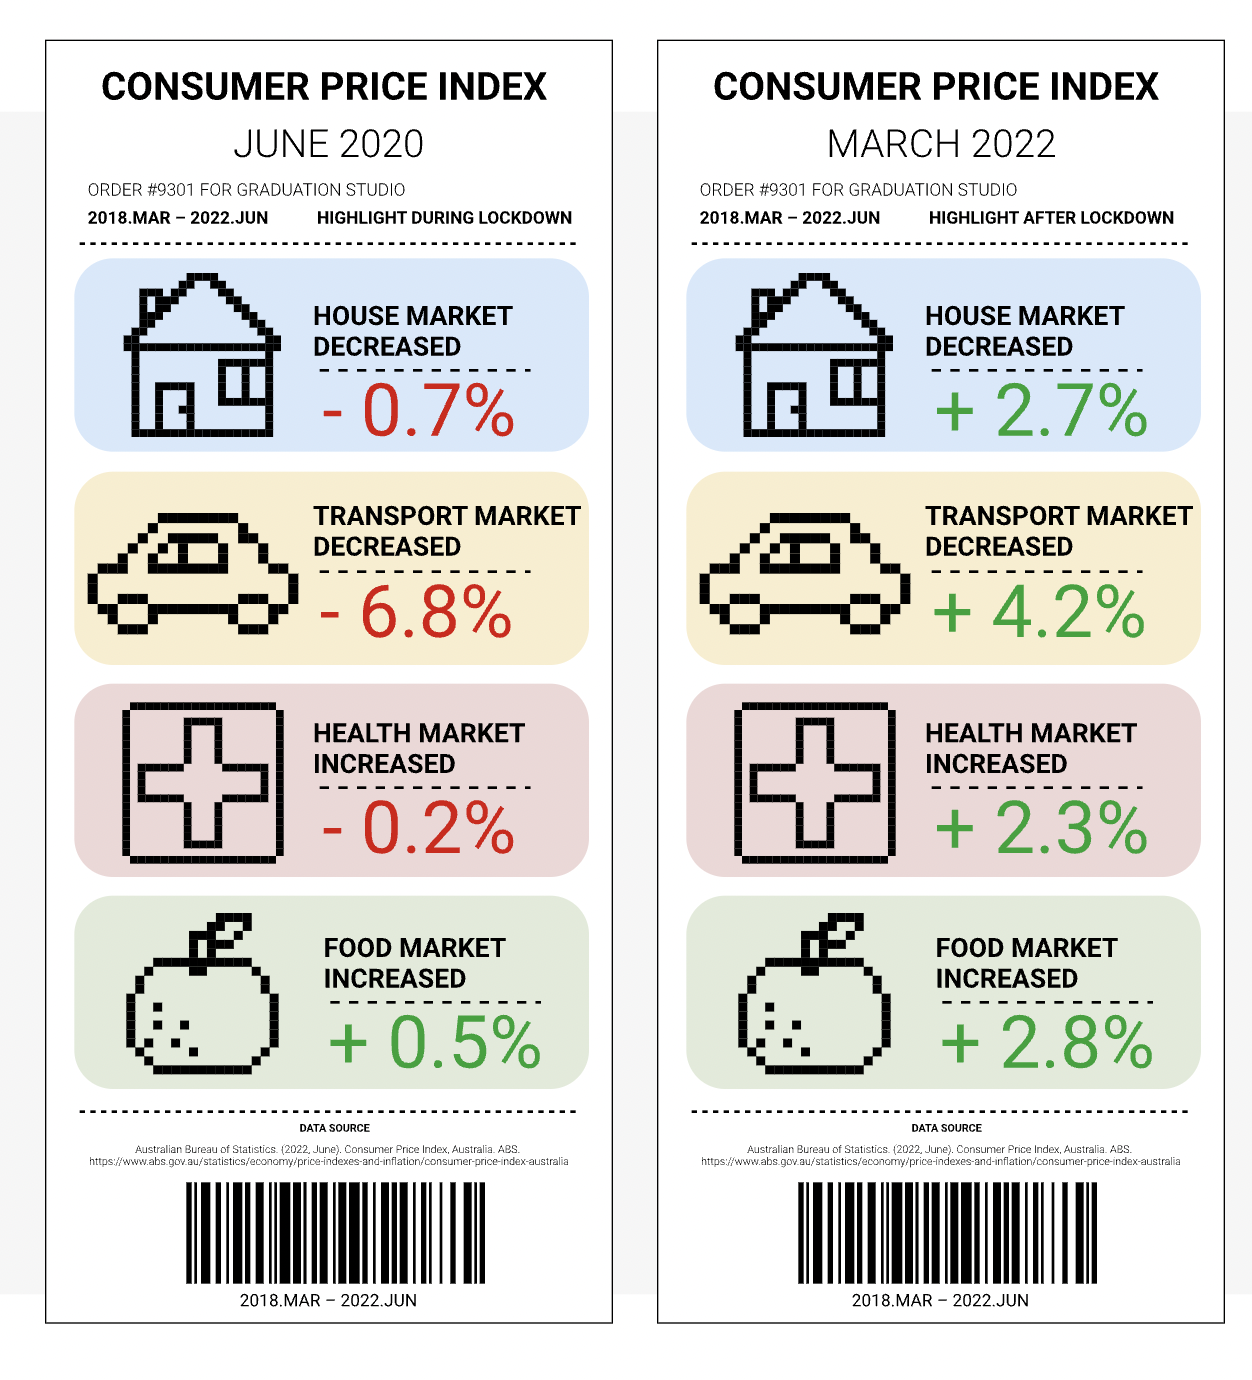 CONSUMER PRICE INDEX
JUNE 2020
ORDER #9301 FOR GRADUATION STUDIO
2018.MAR – 2022.JUN HIGHLIGHT DURING LOCKDOWN
HOUSE MARKET
DECREASED
- 0.7%
TRANSPORT MARKET
DECREASED
- 6.8%
HEALTH MARKET
INCREASED
- 0.2%
FOOD MARKET
INCREASED
+ 0.5%
DATA SOURCE
Australian Bureau of Statistics. (2022, June). Consumer Price Index, Australia. ABS.
https://www.abs.gov.au/statistics/economy/price-indexes-and-inflation/consumer-price-index-australia
2018.MAR – 2022.JUN
CONSUMER PRICE INDEX
MARCH 2022
ORDER #9301 FOR GRADUATION STUDIO
2018.MAR – 2022.JUN HIGHLIGHT AFTER LOCKDOWN
HOUSE MARKET
DECREASED
+ 2.7%
TRANSPORT MARKET
DECREASED
+ 4.2%
HEALTH MARKET
INCREASED
+ 2.3%
FOOD MARKET
INCREASED
+ 2.8%
DATA SOURCE
Australian Bureau of Statistics. (2022, June). Consumer Price Index, Australia. ABS.
https://www.abs.gov.au/statistics/economy/price-indexes-and-inflation/consumer-price-index-australia
2018.MAR – 2022.JUN